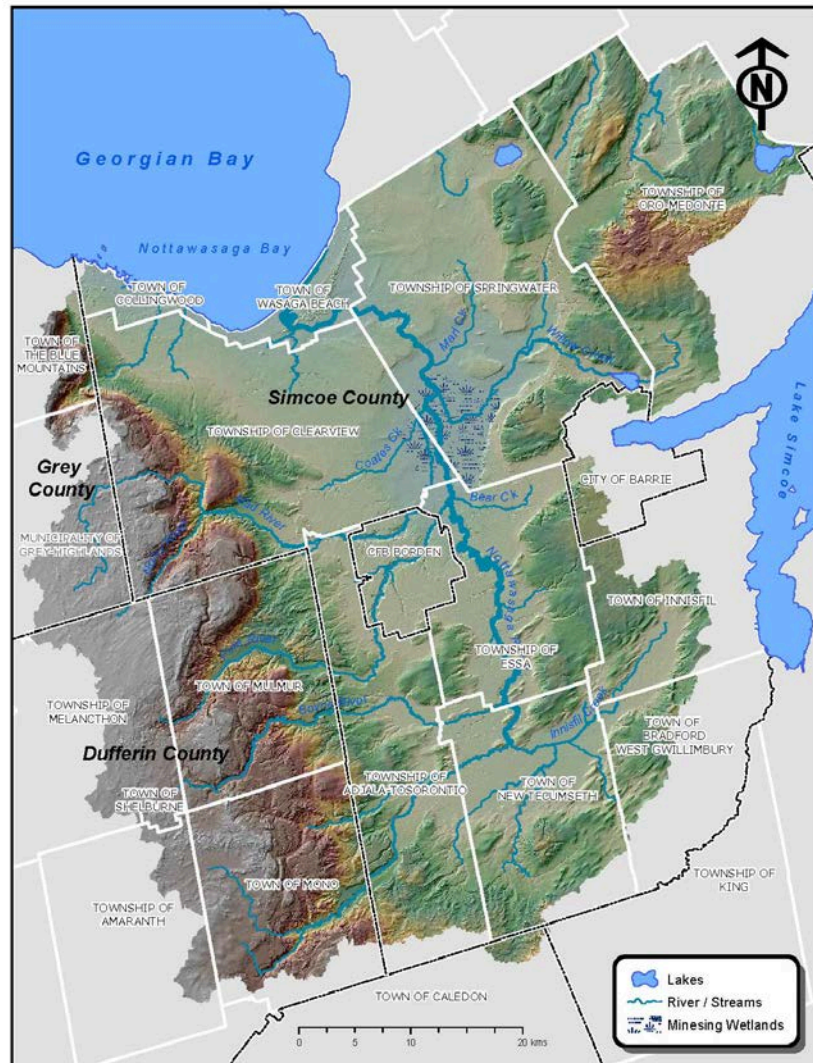 N
Georgian Bay
Nottawasaga Bay
TOWNSHIP OF
ORO-MEDONTE
TOWN OF
COLLINGWOOD
TOWN OF
WASAGA BEACH
TOWNSHIP OF SPRINGWATER
TOWN OF
THE BLUE
MOUNTAINS
Marl Ck
Willow Creek
Simcoe County
Lake Simcoe
TOWNSHIP OF CLEARVIEW
Coates Ck
Grey
County
CITY OF BARRIE
Bear Ck
Mad River
MUNICIPALITY OF
GREY-HIGHLANDS
CFB BORDEN
Nottawasaga
TOWN OF INNISFIL
TOWNSHIP OF
ESSA
Pine River
TOWN OF MULMUR
TOWNSHIP OF
MELANCTHON
Boyne River
Innisfil Creek
TOWN OF
BRADFORD
WEST GWILLIMBURY
Dufferin County
TOWNSHIP OF
ADJALA-TOSORONTIO
TOWN OF
NEW TECUMSETH
TOWN OF
SHELBURNE
TOWN OF MONO
TOWNSHIP OF
KING
TOWNSHIP OF
AMARANTH
TOWN OF CALEDON
Lakes
River / Streams
Minesing Wetlands
0 5 10 20 kms